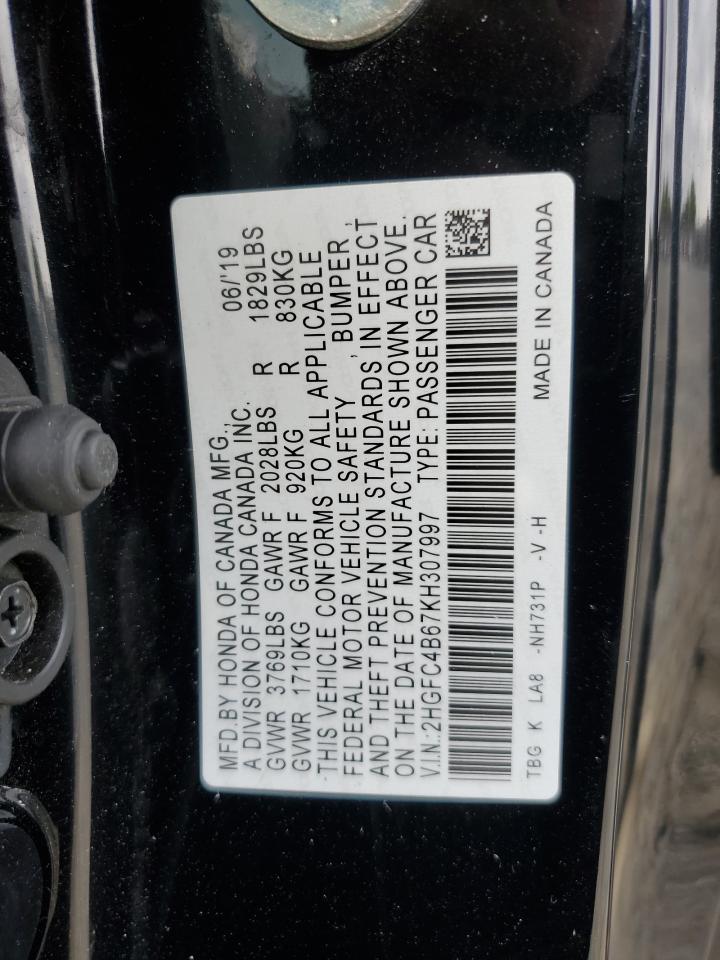 MFD.BY HONDA OF CANADA MFG., 06/'19
A DIVISION OF HONDA CANADA INC.
GVWR 3769LBS GAWR F 2028LBS R 1829LBS
GVWR 1710KG GAWR F 920KG R 830KG
THIS VEHICLE CONFORMS TO ALL APPLICABLE
FEDERAL MOTOR VEHICLE SAFETY, BUMPER,
AND THEFT PREVENTION STANDARDS IN EFFECT
ON THE DATE OF MANUFACTURE SHOWN ABOVE.
V.I.N.:2HGFC4B67KH307997 TYPE: PASSENGER CAR
TBG K LA8 -NH731P -V -H MADE IN CANADA